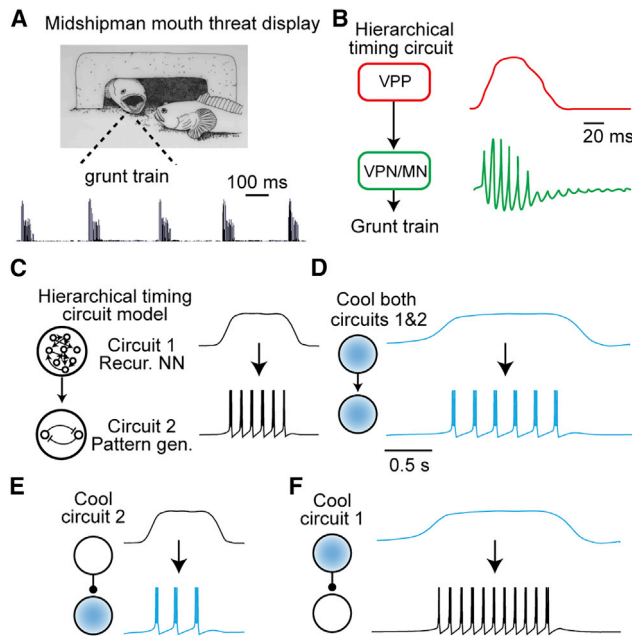 A
Midshipman mouth threat display
grunt train
100 ms
B
Hierarchical
timing circuit
VPP
20 ms
VPN/MN
Grunt train
C
Hierarchical timing
circuit model
Circuit 1
Recur. NN
Circuit 2
Pattern gen.
D
Cool both
circuits 1&2
0.5 s
E
Cool
circuit 2
F
Cool
circuit 1